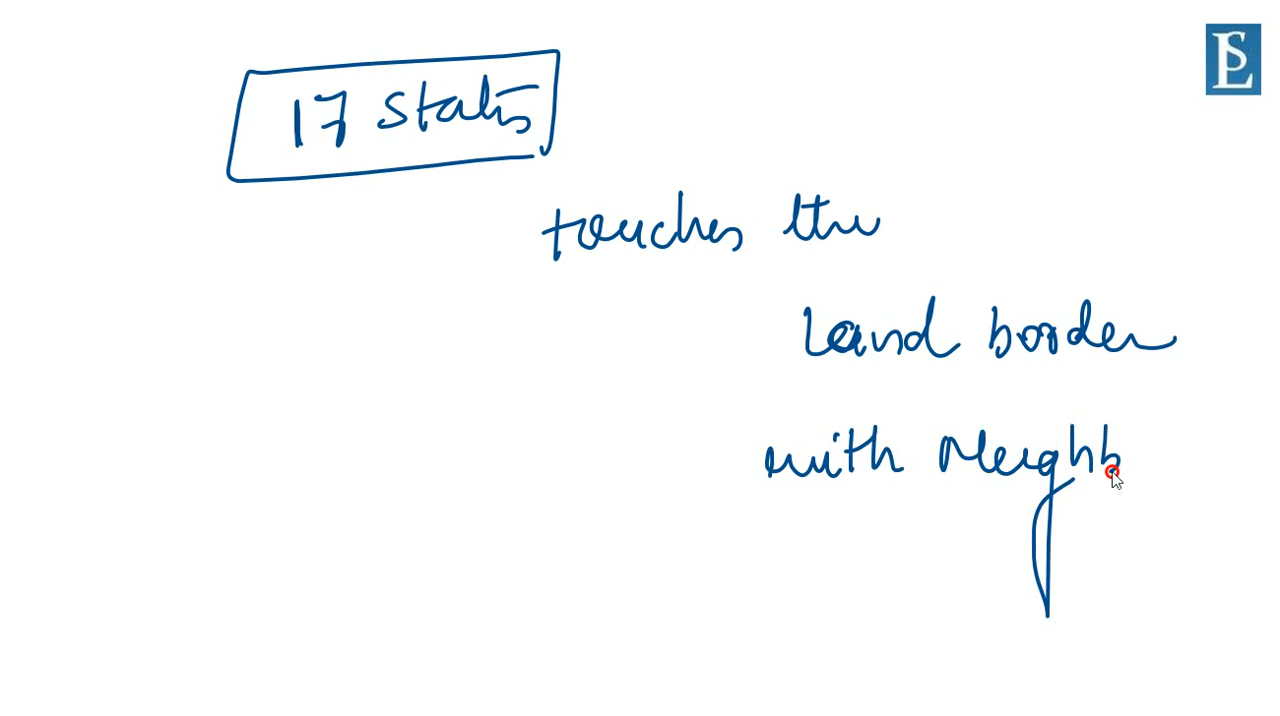 17 States
touches the
land border
with Neighb